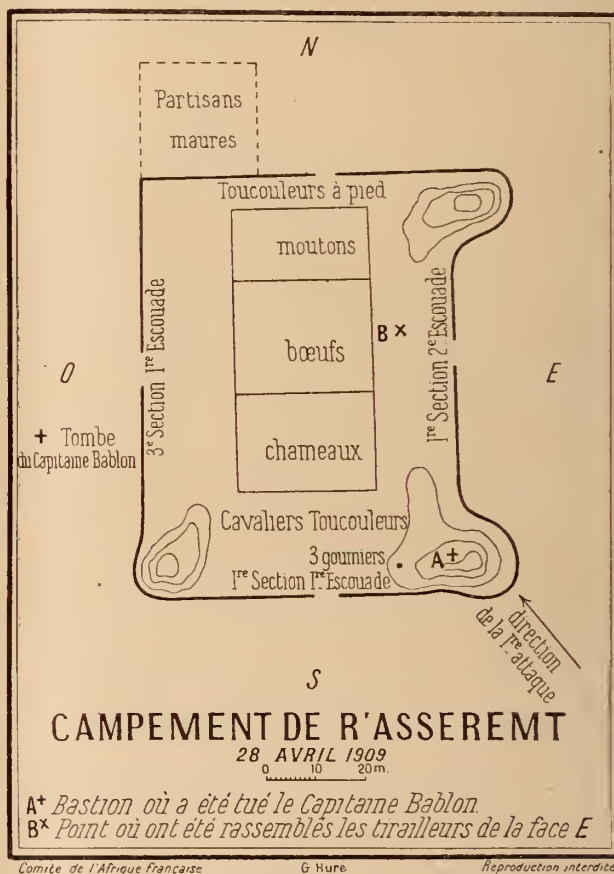 N
Partisans
maures
Toucouleurs à pied
moutons
3e Section 1re Escouade
bœufs
B x
1re Section 2e Escouade
O
E
+ Tombe
du Capitaine Bablon
chameaux
Cavaliers Toucouleurs
3 goumiers
A+
1re Section 1re Escouade
direction
de la 1re attaque
S
CAMPEMENT DE R'ASSEREMT
28 AVRIL 1909
0 10 20m.
A+ Bastion où a été tué le Capitaine Bablon.
Bx Point où ont été rassemblés les tirailleurs de la face E
Comité de l'Afrique française
G Hure
Reproduction interdite